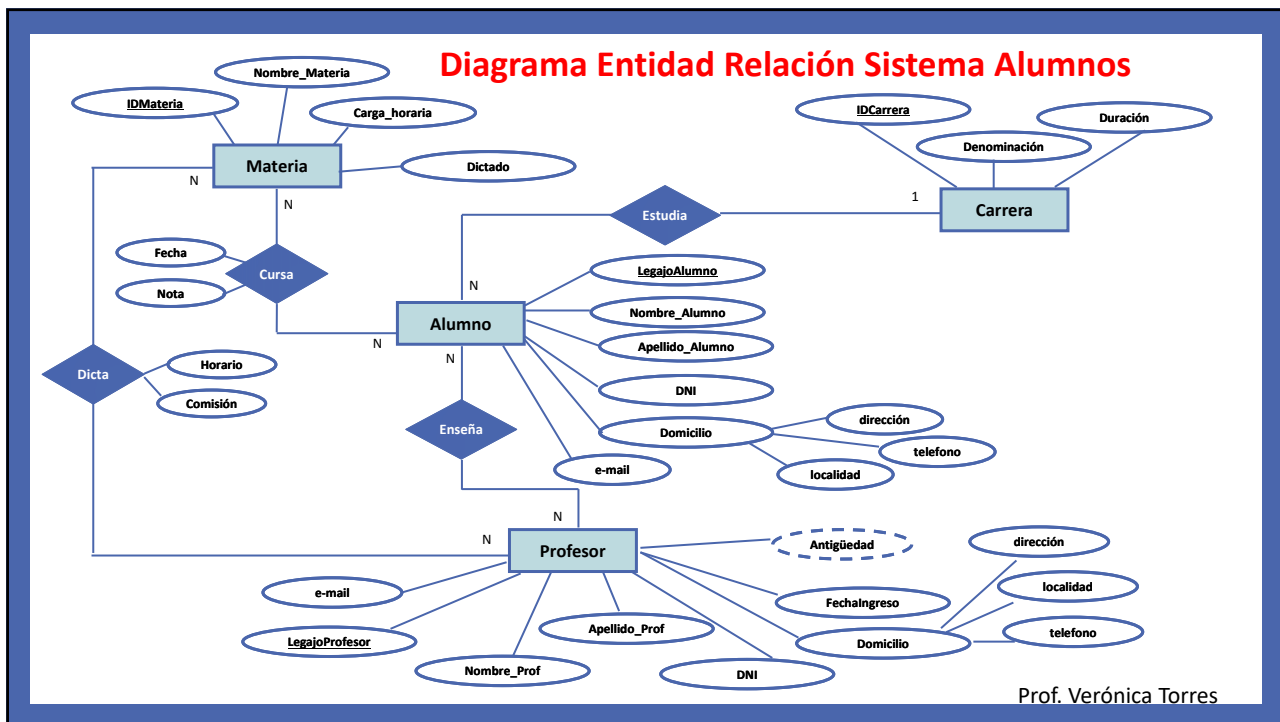 Diagrama Entidad Relación Sistema Alumnos
Nombre_Materia
IDMateria
Carga_horaria
Materia
Dictado
N
N
IDCarrera
Duración
Denominación
Carrera
1
Estudia
Fecha
Nota
Cursa
N
N
Alumno
LegajoAlumno
Nombre_Alumno
Apellido_Alumno
DNI
Domicilio
dirección
telefono
localidad
e-mail
N
Enseña
Dicta
Horario
Comisión
N
N
Profesor
Antigüedad
FechaIngreso
Domicilio
dirección
localidad
telefono
e-mail
LegajoProfesor
Nombre_Prof
Apellido_Prof
DNI
Prof. Verónica Torres